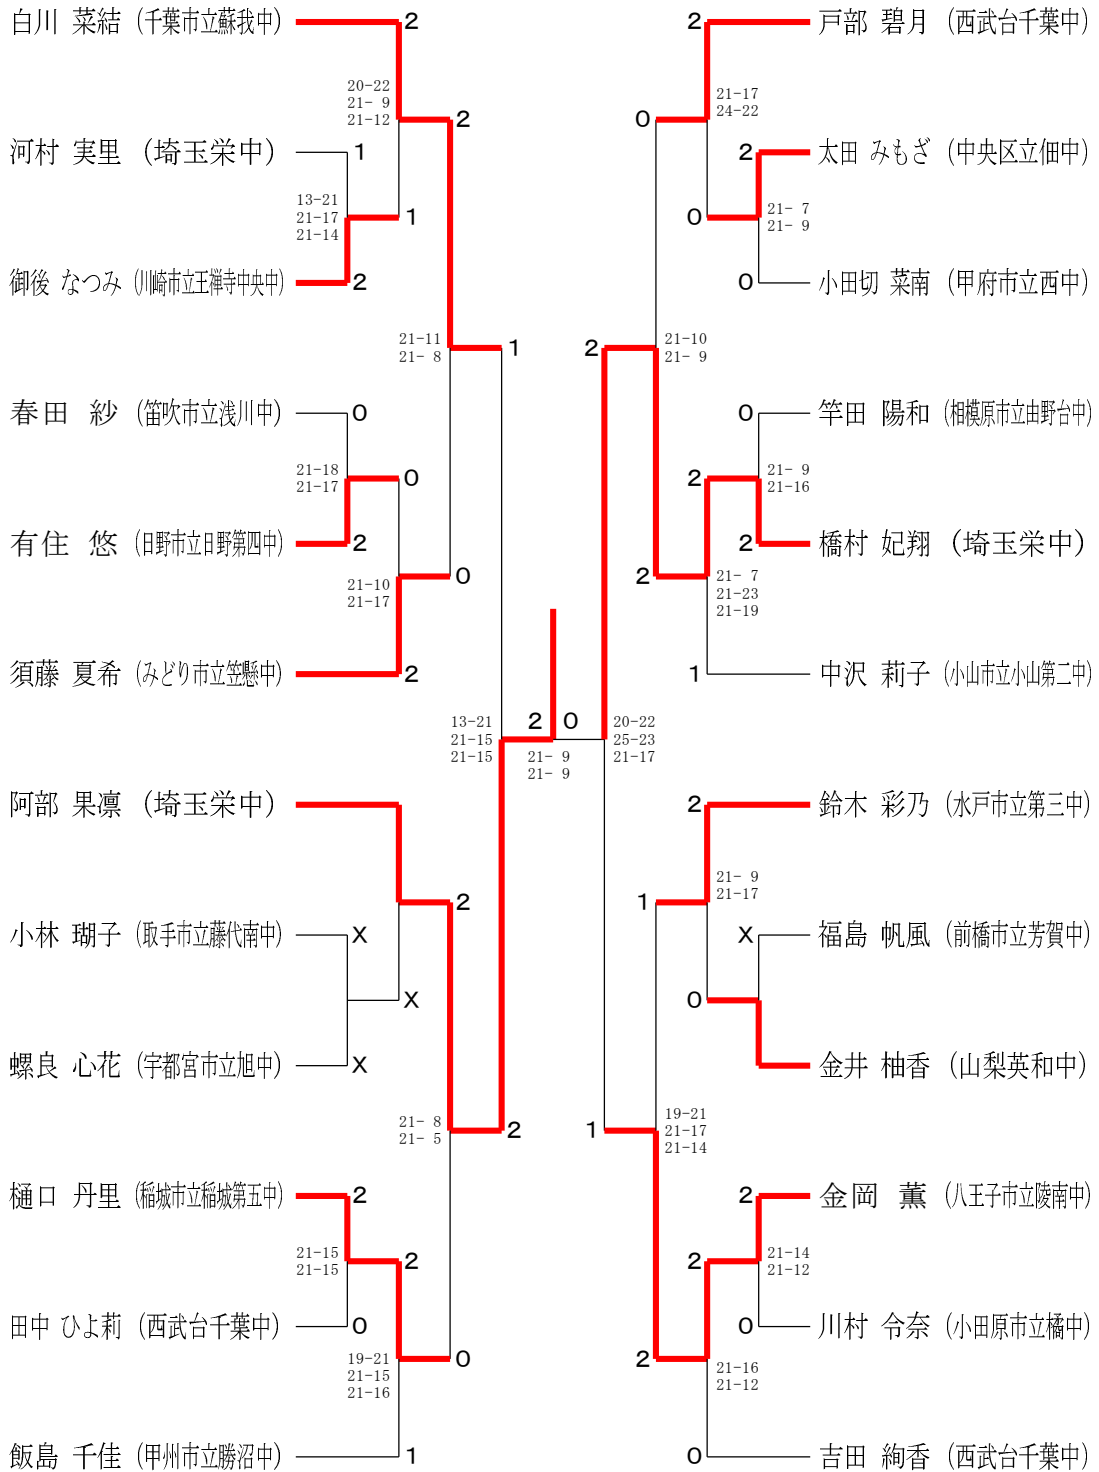 白川 菜結 (千葉市立蘇我中) 2
20-22
21- 9
21-12
2
河村 実里 (埼玉栄中) 1
13-21
21-17
21-14
1
御後 なつみ (川崎市立王禅寺中央中) 2
21-11
21- 8
1
春田 紗 (笛吹市立浅川中) 0
21-18
21-17
0
有住 悠 (日野市立日野第四中) 2
21-10
21-17
0
須藤 夏希 (みどり市立笠懸中) 2
13-21
21-15
21-15
2 0
21- 9
21- 9
阿部 果凛 (埼玉栄中)
2
小林 瑚子 (取手市立藤代南中) X
X
螺良 心花 (宇都宮市立旭中) X
21- 8
21- 5
2
樋口 丹里 (稲城市立稲城第五中) 2
21-15
21-15
2
田中 ひよ莉 (西武台千葉中) 0
19-21
21-15
21-16
0
飯島 千佳 (甲州市立勝沼中) 1
2 戸部 碧月 (西武台千葉中)
21-17
24-22
0
2 太田 みもざ (中央区立佃中)
21- 7
21- 9
0
0 小田切 菜南 (甲府市立西中)
21-10
21- 9
2
0 竿田 陽和 (相模原市立由野台中)
21- 9
21-16
2
2 橋村 妃翔 (埼玉栄中)
21- 7
21-23
21-19
2
1 中沢 莉子 (小山市立小山第二中)
20-22
25-23
21-17
2 鈴木 彩乃 (水戸市立第三中)
21- 9
21-17
1
X 福島 帆風 (前橋市立芳賀中)
0
金井 柚香 (山梨英和中)
19-21
21-17
21-14
1
2 金岡 薫 (八王子市立陵南中)
21-14
21-12
2
0 川村 令奈 (小田原市立橘中)
21-16
21-12
2
0 吉田 絢香 (西武台千葉中)